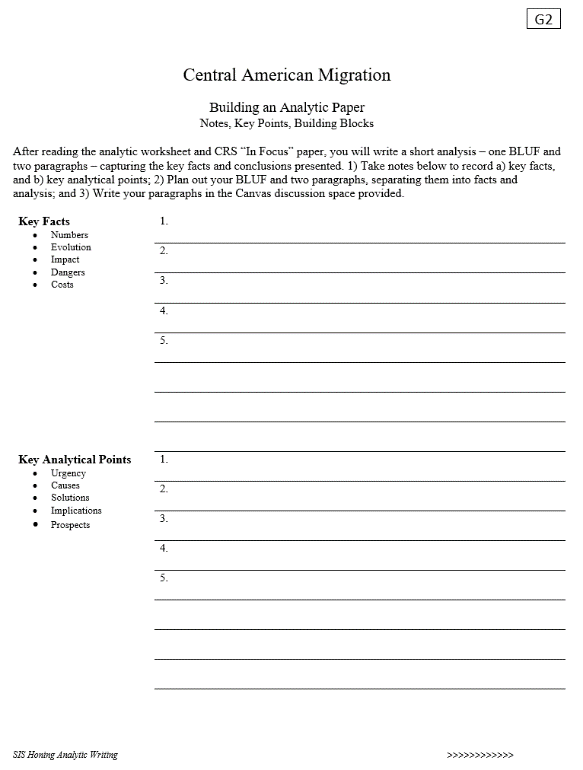 G2
Central American Migration
Building an Analytic Paper
Notes, Key Points, Building Blocks
After reading the analytic worksheet and CRS "In Focus" paper, you will write a short analysis – one BLUF and
two paragraphs – capturing the key facts and conclusions presented. 1) Take notes below to record a) key facts,
and b) key analytical points; 2) Plan out your BLUF and two paragraphs, separating them into facts and
analysis; and 3) Write your paragraphs in the Canvas discussion space provided.
Key Facts
• Numbers
• Evolution
• Impact
• Dangers
• Costs
1.
2.
3.
4.
5.
Key Analytical Points
• Urgency
• Causes
• Solutions
• Implications
• Prospects
1.
2.
3.
4.
5.
SIS Honing Analytic Writing
>>>>>>>>>>>>